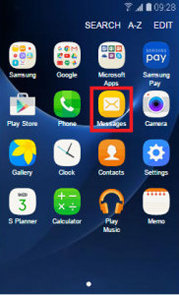 09:28
SEARCH A-Z EDIT
pay
Samsung Google Microsoft Apps Samsung Pay
Play Store Phone Messages Camera
Gallery Clock Contacts Settings
3
S Planner Calculator Play Music Memo